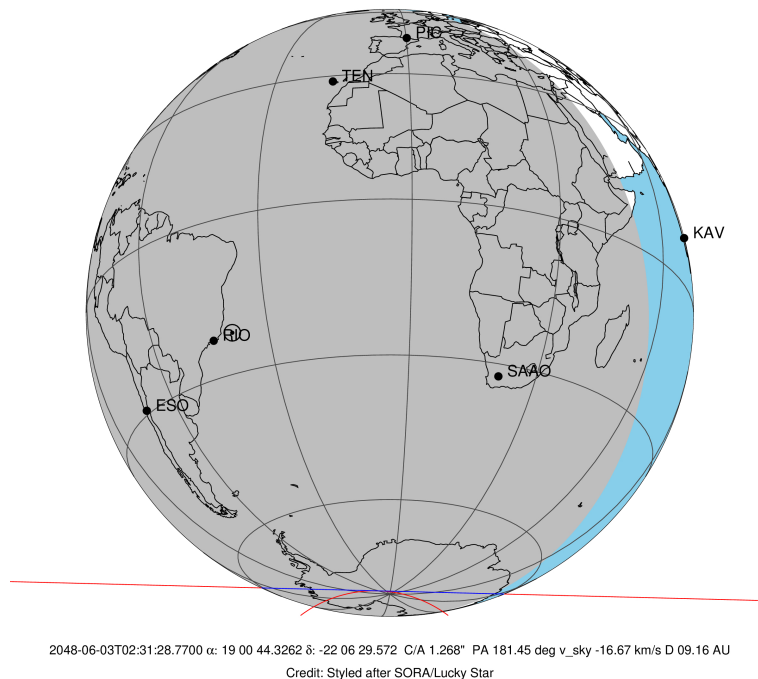 PIC
TEN
KAV
RIO
SAAO
ESO
2048-06-03T02:31:28.7700 α: 19 00 44.3262 δ: -22 06 29.572 C/A 1.268" PA 181.45 deg v_sky -16.67 km/s D 09.16 AU
Credit: Styled after SORA/Lucky Star